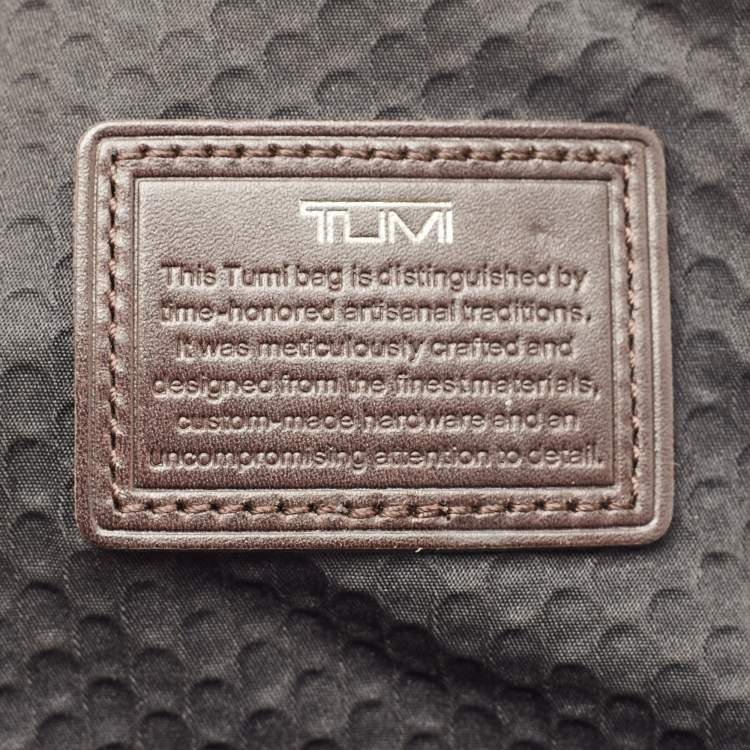 TUMI
This Tumi bag is distinguished by
time-honored artisanal traditions.
It was meticulously crafted and
designed from the finest materials,
custom-made hardware and an
uncompromising attention to detail.